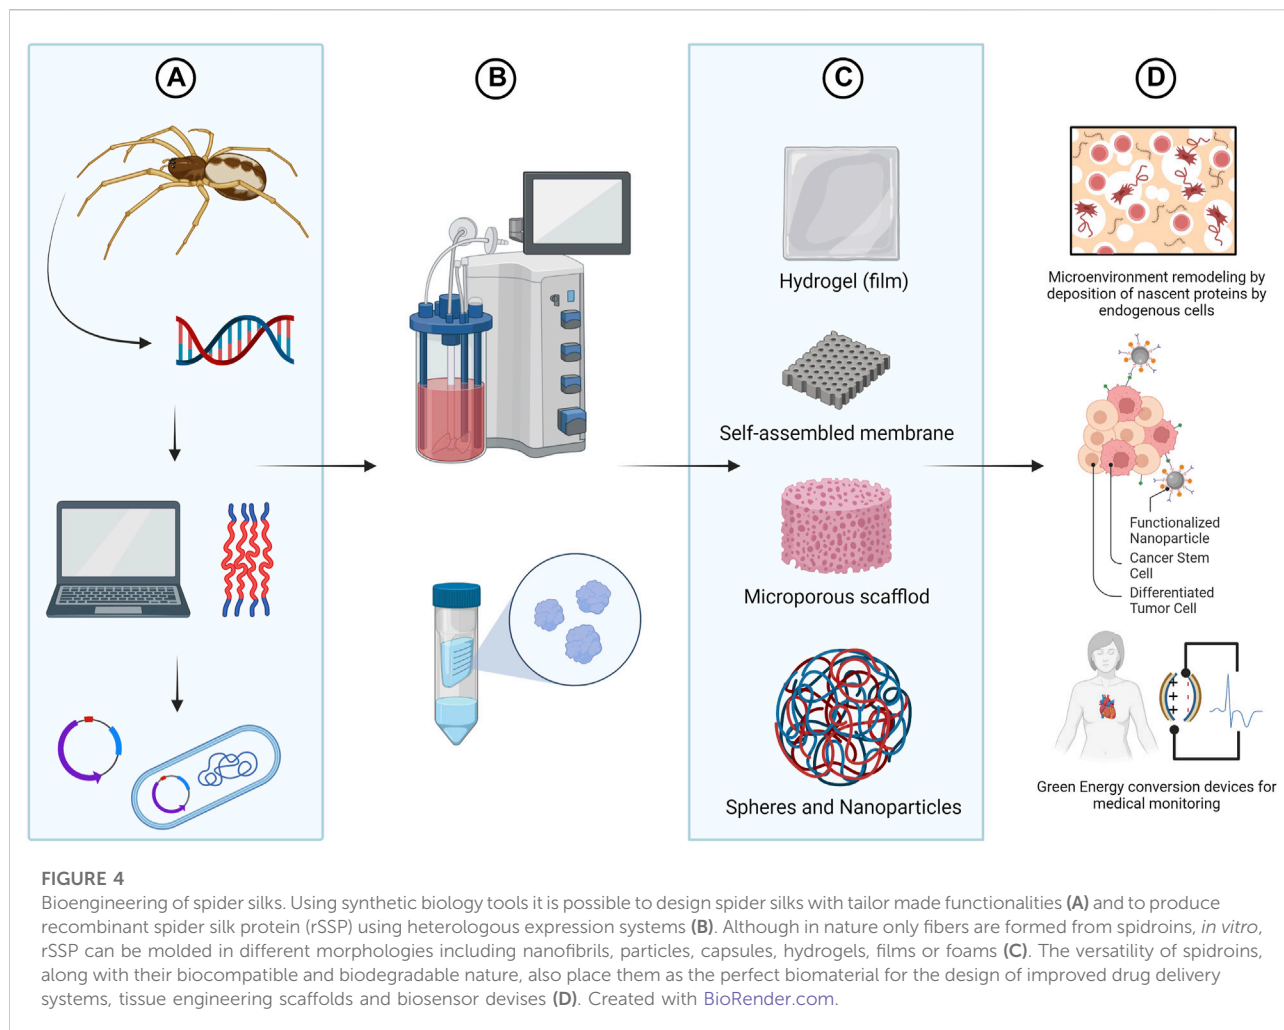 A
B
C
D
Hydrogel (film)
Self-assembled membrane
Microporous scafflod
Spheres and Nanoparticles
Microenvironment remodeling by
deposition of nascent proteins by
endogenous cells
Functionalized
Nanoparticle
Cancer Stem
Cell
Differentiated
Tumor Cell
+
+
+
Green Energy conversion devices for
medical monitoring
FIGURE 4
Bioengineering of spider silks. Using synthetic biology tools it is possible to design spider silks with tailor made functionalities (A) and to produce
recombinant spider silk protein (rSSP) using heterologous expression systems (B). Although in nature only fibers are formed from spidroins, in vitro,
rSSP can be molded in different morphologies including nanofibrils, particles, capsules, hydrogels, films or foams (C). The versatility of spidroins,
along with their biocompatible and biodegradable nature, also place them as the perfect biomaterial for the design of improved drug delivery
systems, tissue engineering scaffolds and biosensor devises (D). Created with BioRender.com.